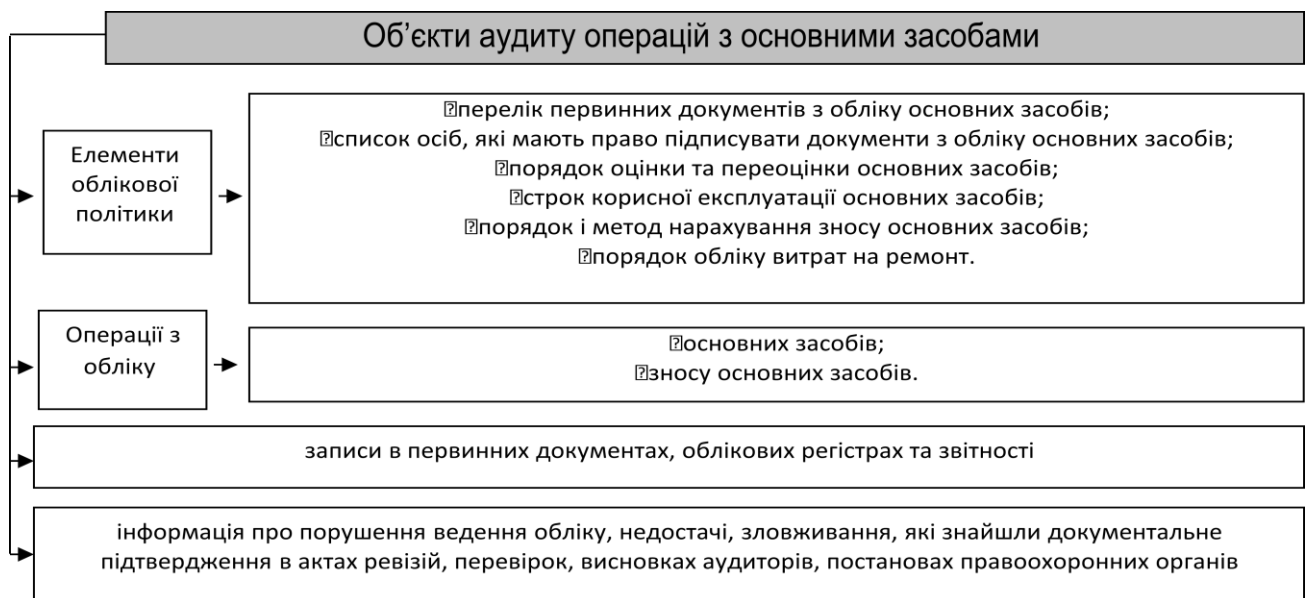 Об’єкти аудиту операцій з основними засобами
Елементи
облікової
політики
перелік первинних документів з обліку основних засобів;
список осіб, які мають право підписувати документи з обліку основних засобів;
порядок оцінки та переоцінки основних засобів;
строк корисної експлуатації основних засобів;
порядок і метод нарахування зносу основних засобів;
порядок обліку витрат на ремонт.
Операції з
обліку
основних засобів;
зносу основних засобів.
записи в первинних документах, облікових регістрах та звітності
інформація про порушення ведення обліку, недостачі, зловживання, які знайшли документальне
підтвердження в актах ревізій, перевірок, висновках аудиторів, постановах правоохоронних органів